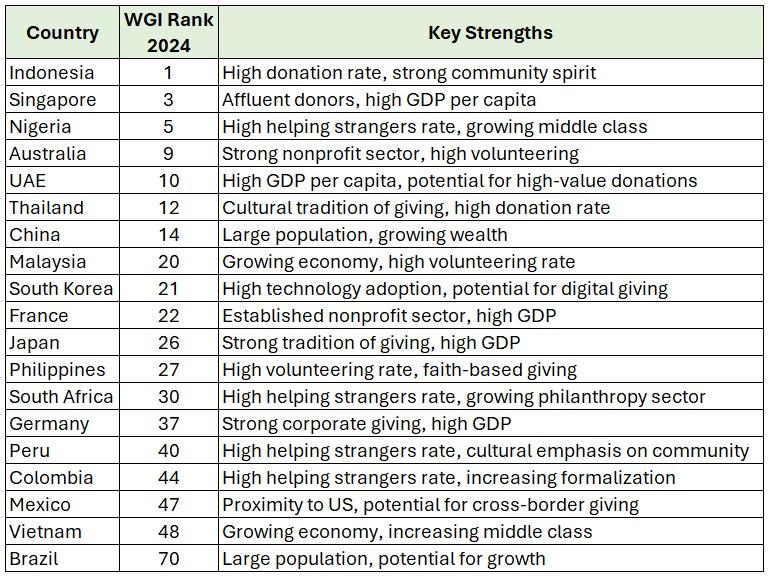 Country WGI Rank 2024 Key Strengths
Indonesia 1 High donation rate, strong community spirit
Singapore 3 Affluent donors, high GDP per capita
Nigeria 5 High helping strangers rate, growing middle class
Australia 9 Strong nonprofit sector, high volunteering
UAE 10 High GDP per capita, potential for high-value donations
Thailand 12 Cultural tradition of giving, high donation rate
China 14 Large population, growing wealth
Malaysia 20 Growing economy, high volunteering rate
South Korea 21 High technology adoption, potential for digital giving
France 22 Established nonprofit sector, high GDP
Japan 26 Strong tradition of giving, high GDP
Philippines 27 High volunteering rate, faith-based giving
South Africa 30 High helping strangers rate, growing philanthropy sector
Germany 37 Strong corporate giving, high GDP
Peru 40 High helping strangers rate, cultural emphasis on community
Colombia 44 High helping strangers rate, increasing formalization
Mexico 47 Proximity to US, potential for cross-border giving
Vietnam 48 Growing economy, increasing middle class
Brazil 70 Large population, potential for growth